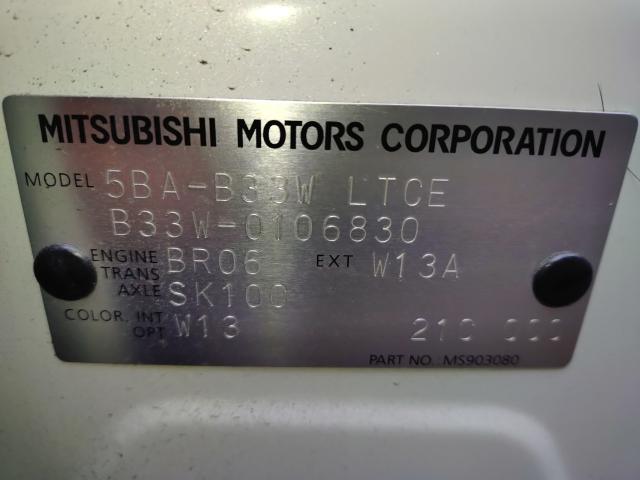 MITSUBISHI MOTORS CORPORATION
MODEL 5BA-B33W LTCE
B33W-0106830
ENGINE BR06 EXT W13A
TRANS
AXLE SK100
COLOR, INT W13 210 000
OPT
PART NO.: MS903080